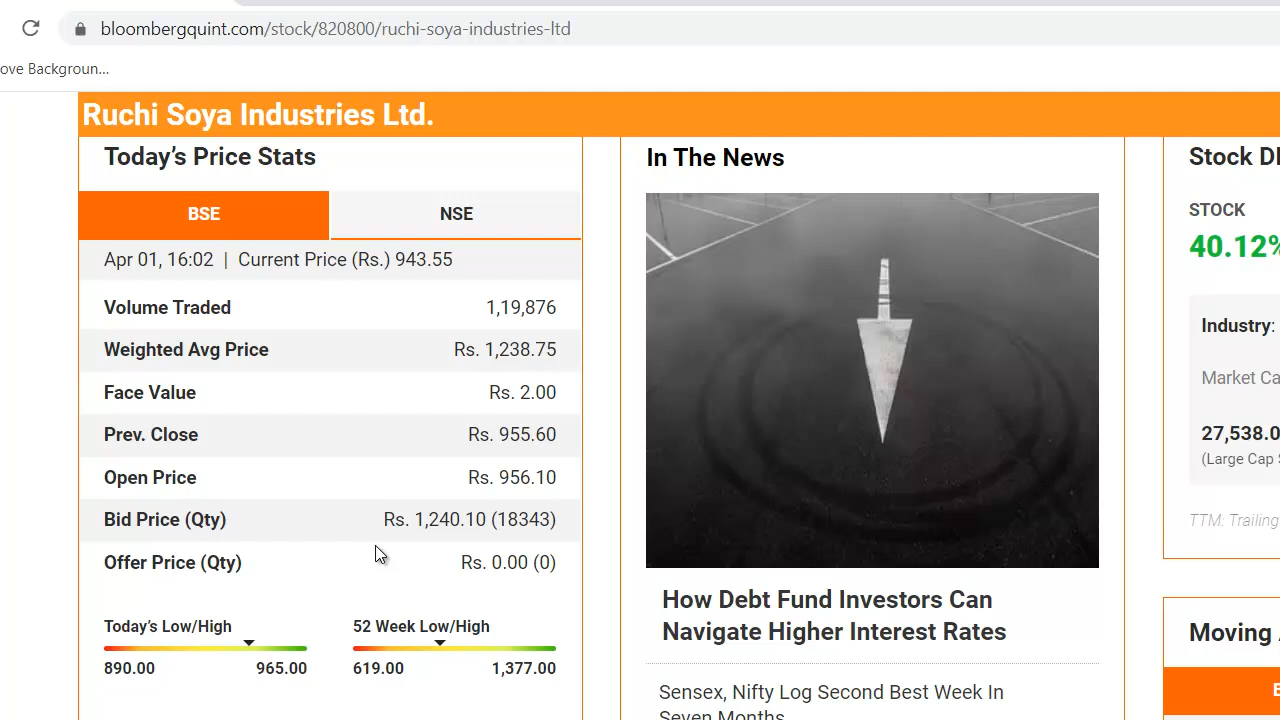 bloombergquint.com/stock/820800/ruchi-soya-industries-ltd
ove Backgroun...
Ruchi Soya Industries Ltd.
Today's Price Stats
BSE
NSE
Apr 01, 16:02 | Current Price (Rs.) 943.55
Volume Traded 1,19,876
Weighted Avg Price Rs. 1,238.75
Face Value Rs. 2.00
Prev. Close Rs. 955.60
Open Price Rs. 956.10
Bid Price (Qty) Rs. 1,240.10 (18343)
Offer Price (Qty) Rs. 0.00 (0)
Today's Low/High
890.00 965.00
52 Week Low/High
619.00 1,377.00
In The News
How Debt Fund Investors Can
Navigate Higher Interest Rates
Sensex, Nifty Log Second Best Week In
Seven Months
Stock
STOCK
40.12%
Industry:
Market Ca
27,538.0
(Large Cap
TTM: Trailing
Moving